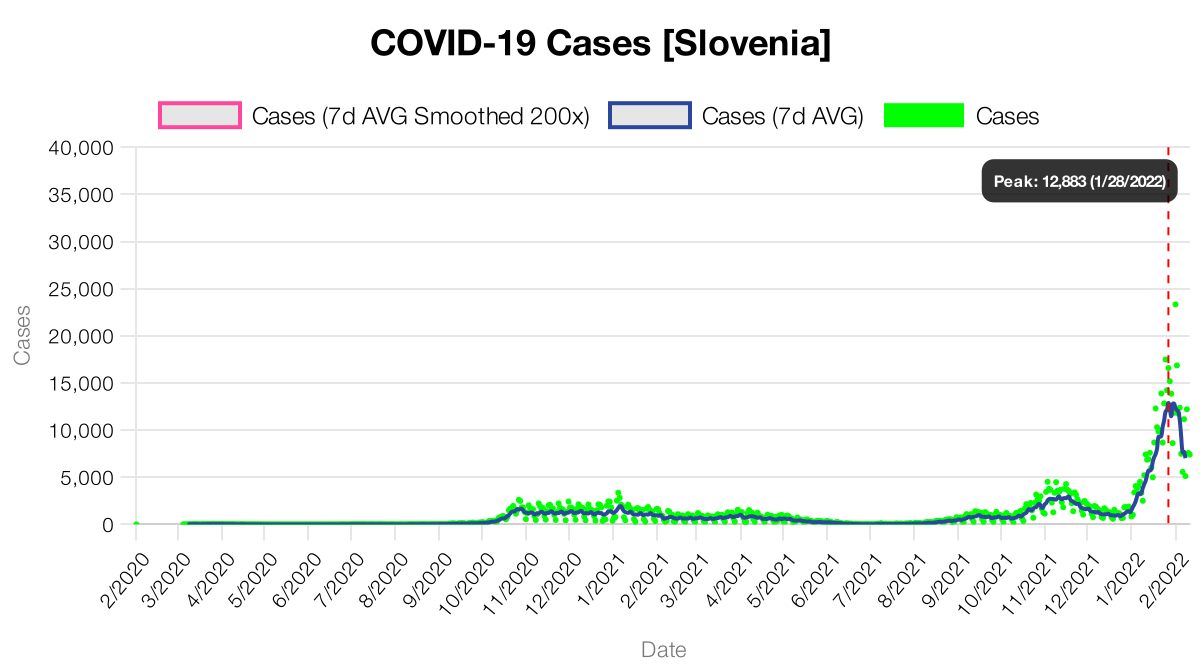 COVID-19 Cases [Slovenia]
Cases (7d AVG Smoothed 200x) Cases (7d AVG) Cases
40,000
Peak: 12,883 (1/28/2022)
35,000
30,000
25,000
20,000
15,000
10,000
5,000
0
Cases
2/2020 3/2020 4/2020 5/2020 6/2020 7/2020 8/2020 9/2020 10/2020 11/2020 12/2020 1/2021 2/2021 3/2021 4/2021 5/2021 6/2021 7/2021 8/2021 9/2021 10/2021 11/2021 12/2021 1/2022 2/2022
Date